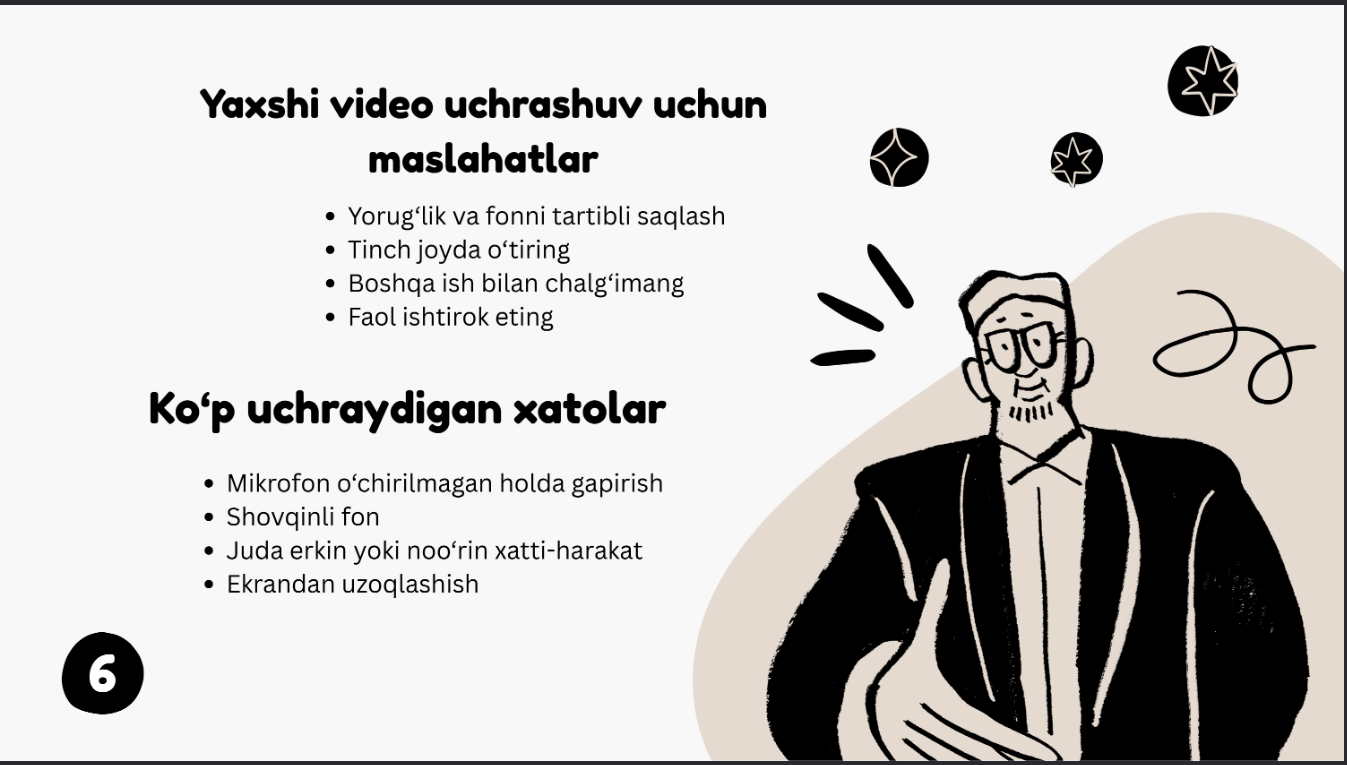 Yaxshi video uchrashuv uchun
maslahatlar
• Yorug‘lik va fonni tartibli saqlash
• Tinch joyda o‘tiring
• Boshqa ish bilan chalg‘imang
• Faol ishtirok eting
Ko‘p uchraydigan xatolar
• Mikrofon o‘chirilmagan holda gapirish
• Shovqinli fon
• Juda erkin yoki noo‘rin xatti-harakat
• Ekrandan uzoqlashish
6